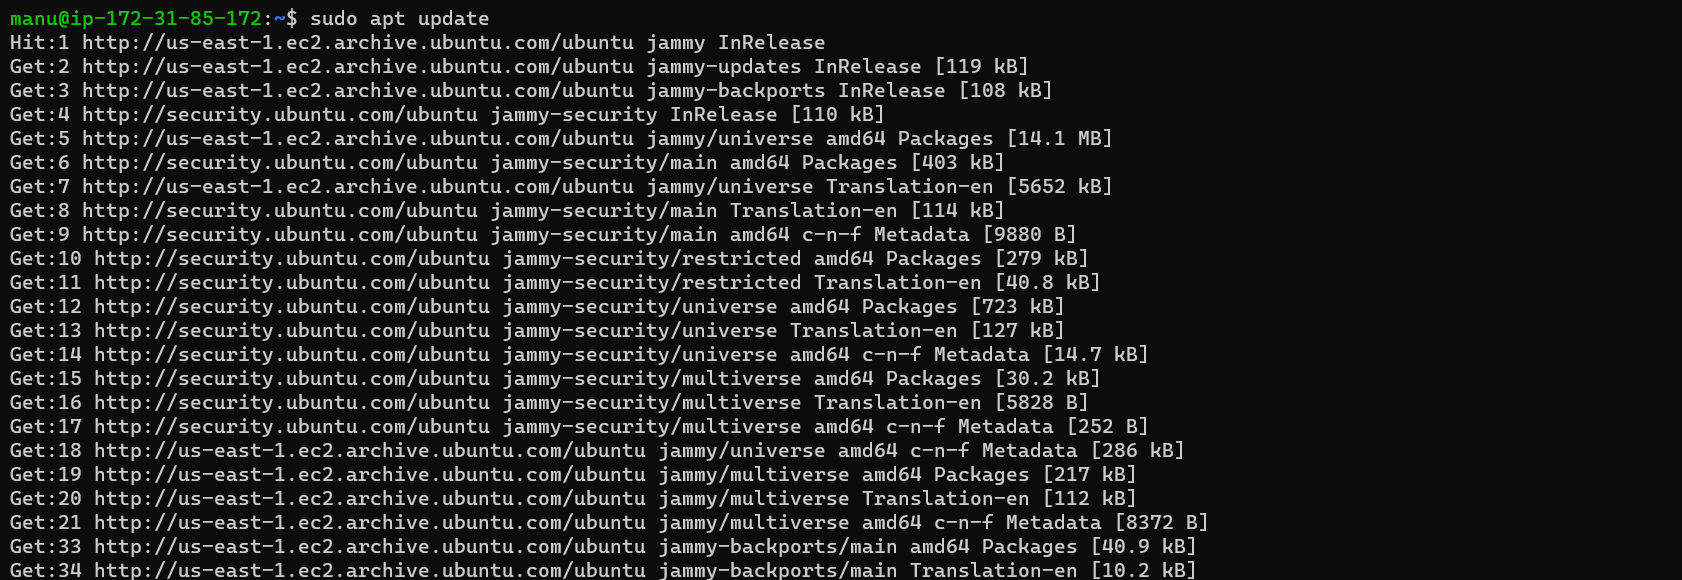 manu@ip-172-31-85-172:~$ sudo apt update
Hit:1 http://us-east-1.ec2.archive.ubuntu.com/ubuntu jammy InRelease
Get:2 http://us-east-1.ec2.archive.ubuntu.com/ubuntu jammy-updates InRelease [119 kB]
Get:3 http://us-east-1.ec2.archive.ubuntu.com/ubuntu jammy-backports InRelease [108 kB]
Get:4 http://security.ubuntu.com/ubuntu jammy-security InRelease [110 kB]
Get:5 http://us-east-1.ec2.archive.ubuntu.com/ubuntu jammy/universe amd64 Packages [14.1 MB]
Get:6 http://security.ubuntu.com/ubuntu jammy-security/main amd64 Packages [403 kB]
Get:7 http://us-east-1.ec2.archive.ubuntu.com/ubuntu jammy/universe Translation-en [5652 kB]
Get:8 http://security.ubuntu.com/ubuntu jammy-security/main Translation-en [114 kB]
Get:9 http://security.ubuntu.com/ubuntu jammy-security/main amd64 c-n-f Metadata [9880 B]
Get:10 http://security.ubuntu.com/ubuntu jammy-security/restricted amd64 Packages [279 kB]
Get:11 http://security.ubuntu.com/ubuntu jammy-security/restricted Translation-en [40.8 kB]
Get:12 http://security.ubuntu.com/ubuntu jammy-security/universe amd64 Packages [723 kB]
Get:13 http://security.ubuntu.com/ubuntu jammy-security/universe Translation-en [127 kB]
Get:14 http://security.ubuntu.com/ubuntu jammy-security/universe amd64 c-n-f Metadata [14.7 kB]
Get:15 http://security.ubuntu.com/ubuntu jammy-security/multiverse amd64 Packages [30.2 kB]
Get:16 http://security.ubuntu.com/ubuntu jammy-security/multiverse Translation-en [5828 B]
Get:17 http://security.ubuntu.com/ubuntu jammy-security/multiverse amd64 c-n-f Metadata [252 B]
Get:18 http://us-east-1.ec2.archive.ubuntu.com/ubuntu jammy/universe amd64 c-n-f Metadata [286 kB]
Get:19 http://us-east-1.ec2.archive.ubuntu.com/ubuntu jammy/multiverse amd64 Packages [217 kB]
Get:20 http://us-east-1.ec2.archive.ubuntu.com/ubuntu jammy/multiverse Translation-en [112 kB]
Get:21 http://us-east-1.ec2.archive.ubuntu.com/ubuntu jammy/multiverse amd64 c-n-f Metadata [8372 B]
Get:33 http://us-east-1.ec2.archive.ubuntu.com/ubuntu jammy-backports/main amd64 Packages [40.9 kB]
Get:34 http://us-east-1.ec2.archive.ubuntu.com/ubuntu jammy-backports/main Translation-en [10.2 kB]